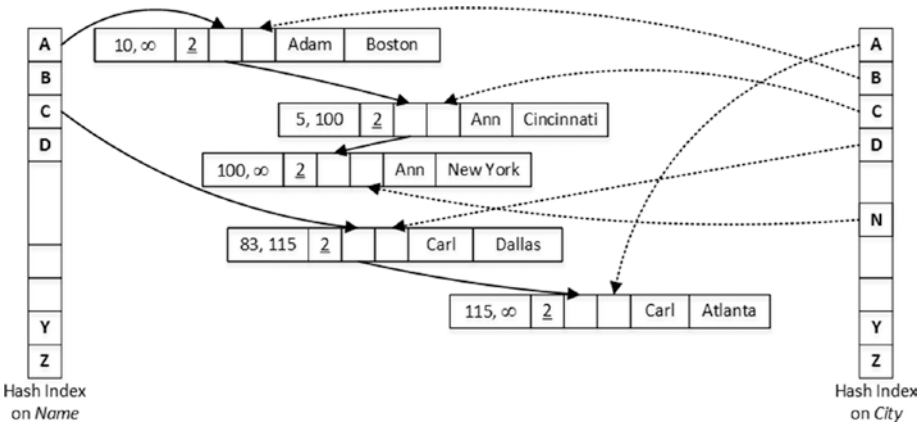 A
B
C
D
Y
Z
Hash Index
on Name
10, ∞ 2 Adam Boston
5, 100 2 Ann Cincinnati
100, ∞ 2 Ann New York
83, 115 2 Carl Dallas
115, ∞ 2 Carl Atlanta
A
B
C
D
N
Y
Z
Hash Index
on City